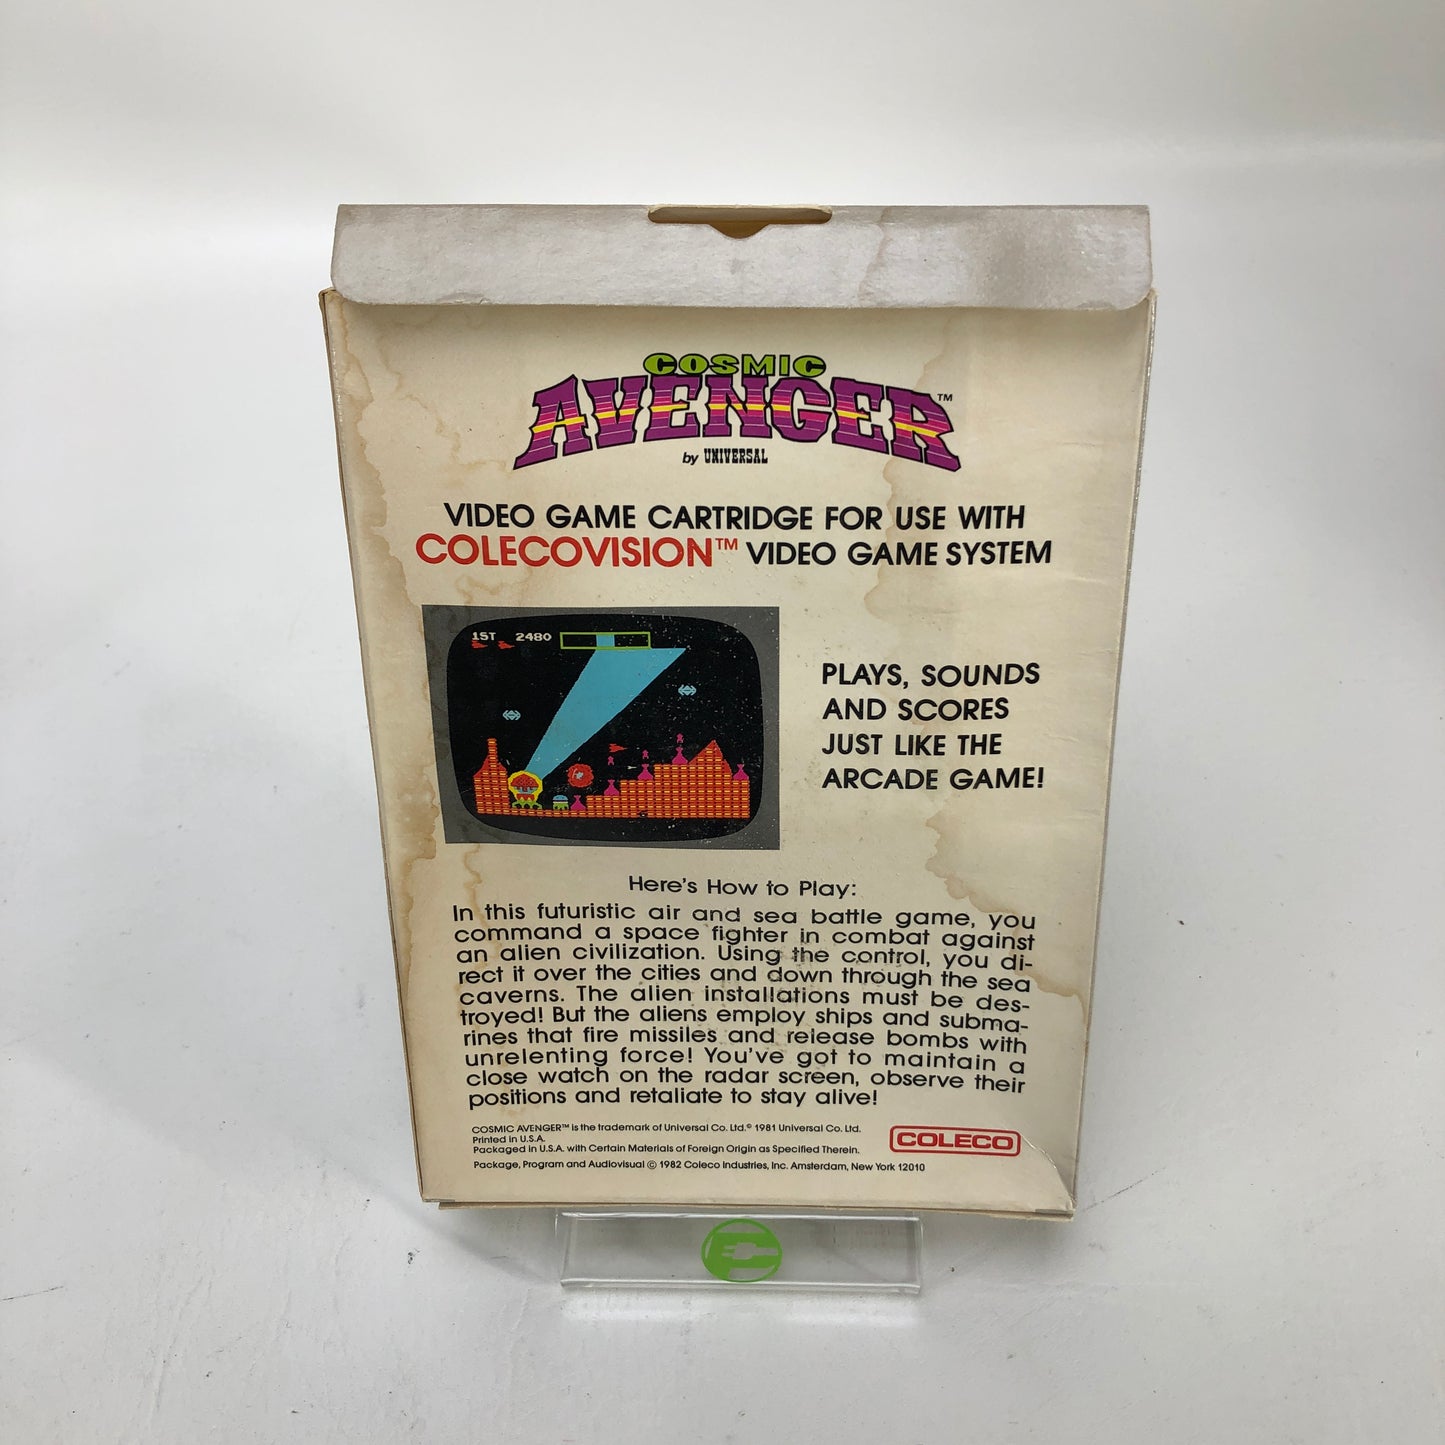 COSMIC
AVENGER™
by UNIVERSAL
VIDEO GAME CARTRIDGE FOR USE WITH
COLECOVISION™ VIDEO GAME SYSTEM
1ST 2480
PLAYS, SOUNDS
AND SCORES
JUST LIKE THE
ARCADE GAME!
Here's How to Play:
In this futuristic air and sea battle game, you
command a space fighter in combat against
an alien civilization. Using the control, you di-
rect it over the cities and down through the sea
caverns. The alien installations must be des-
troyed! But the aliens employ ships and subma-
rines that fire missiles and release bombs with
unrelenting force! You've got to maintain a
close watch on the radar screen, observe their
positions and retaliate to stay alive!
COSMIC AVENGER™ is the trademark of Universal Co. Ltd.© 1981 Universal Co. Ltd.
Printed in U.S.A.
Packaged in U.S.A. with Certain Materials of Foreign Origin as Specified Therein.
Package, Program and Audiovisual © 1982 Coleco Industries, Inc. Amsterdam, New York 12010
COLECO